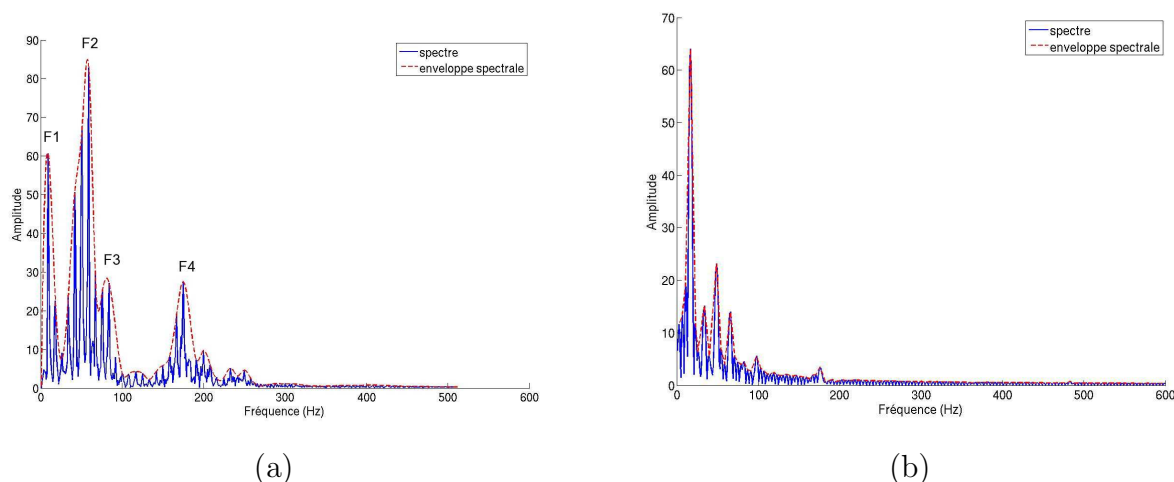 F1
F2
F3
F4
spectre
enveloppe spectrale
Amplitude
90
80
70
60
50
40
30
20
10
0
0 100 200 300 400 500 600
Fréquence (Hz)
(a)
spectre
enveloppe spectrale
Amplitude
70
60
50
40
30
20
10
0
0 100 200 300 400 500 600
Fréquence (Hz)
(b)